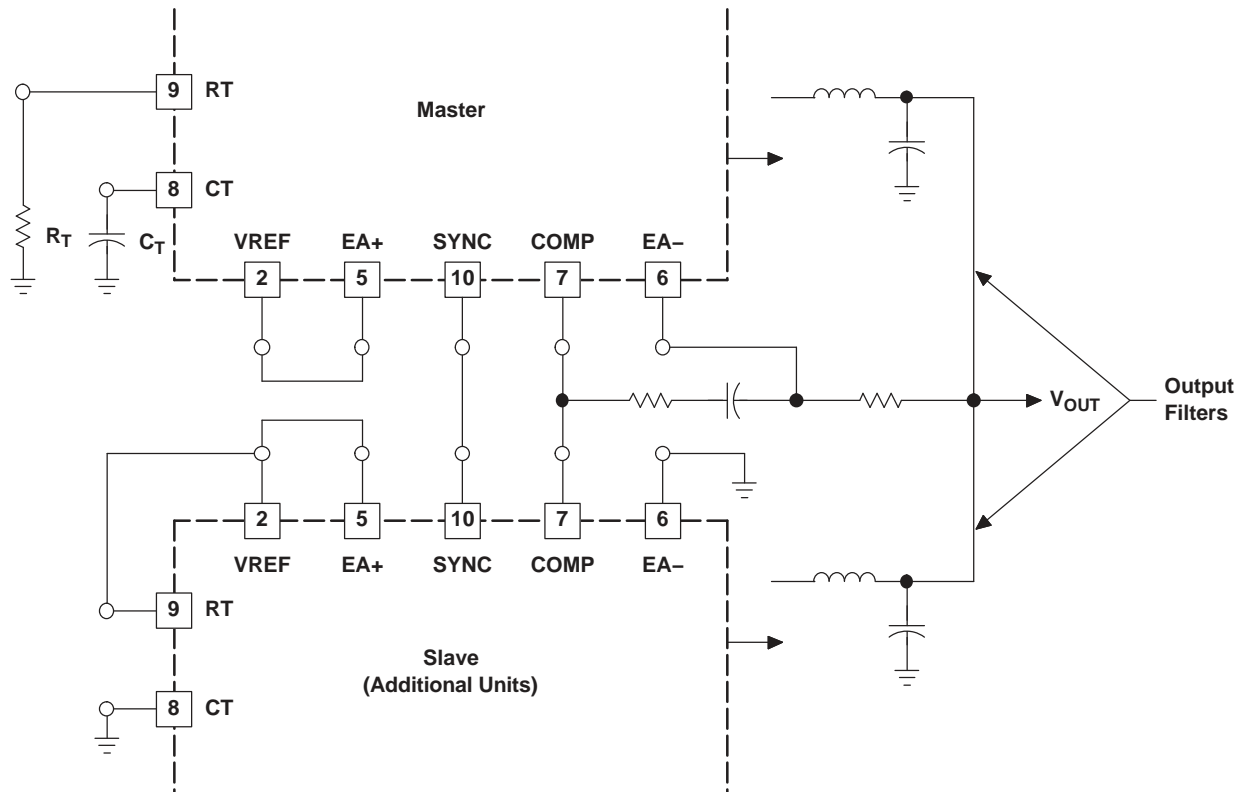 9 RT
Master
8 CT
RT
CT
VREF EA+ SYNC COMP EA–
2 5 10 7 6
VOUT
Output
Filters
2 5 10 7 6
VREF EA+ SYNC COMP EA–
9 RT
Slave
(Additional Units)
8 CT